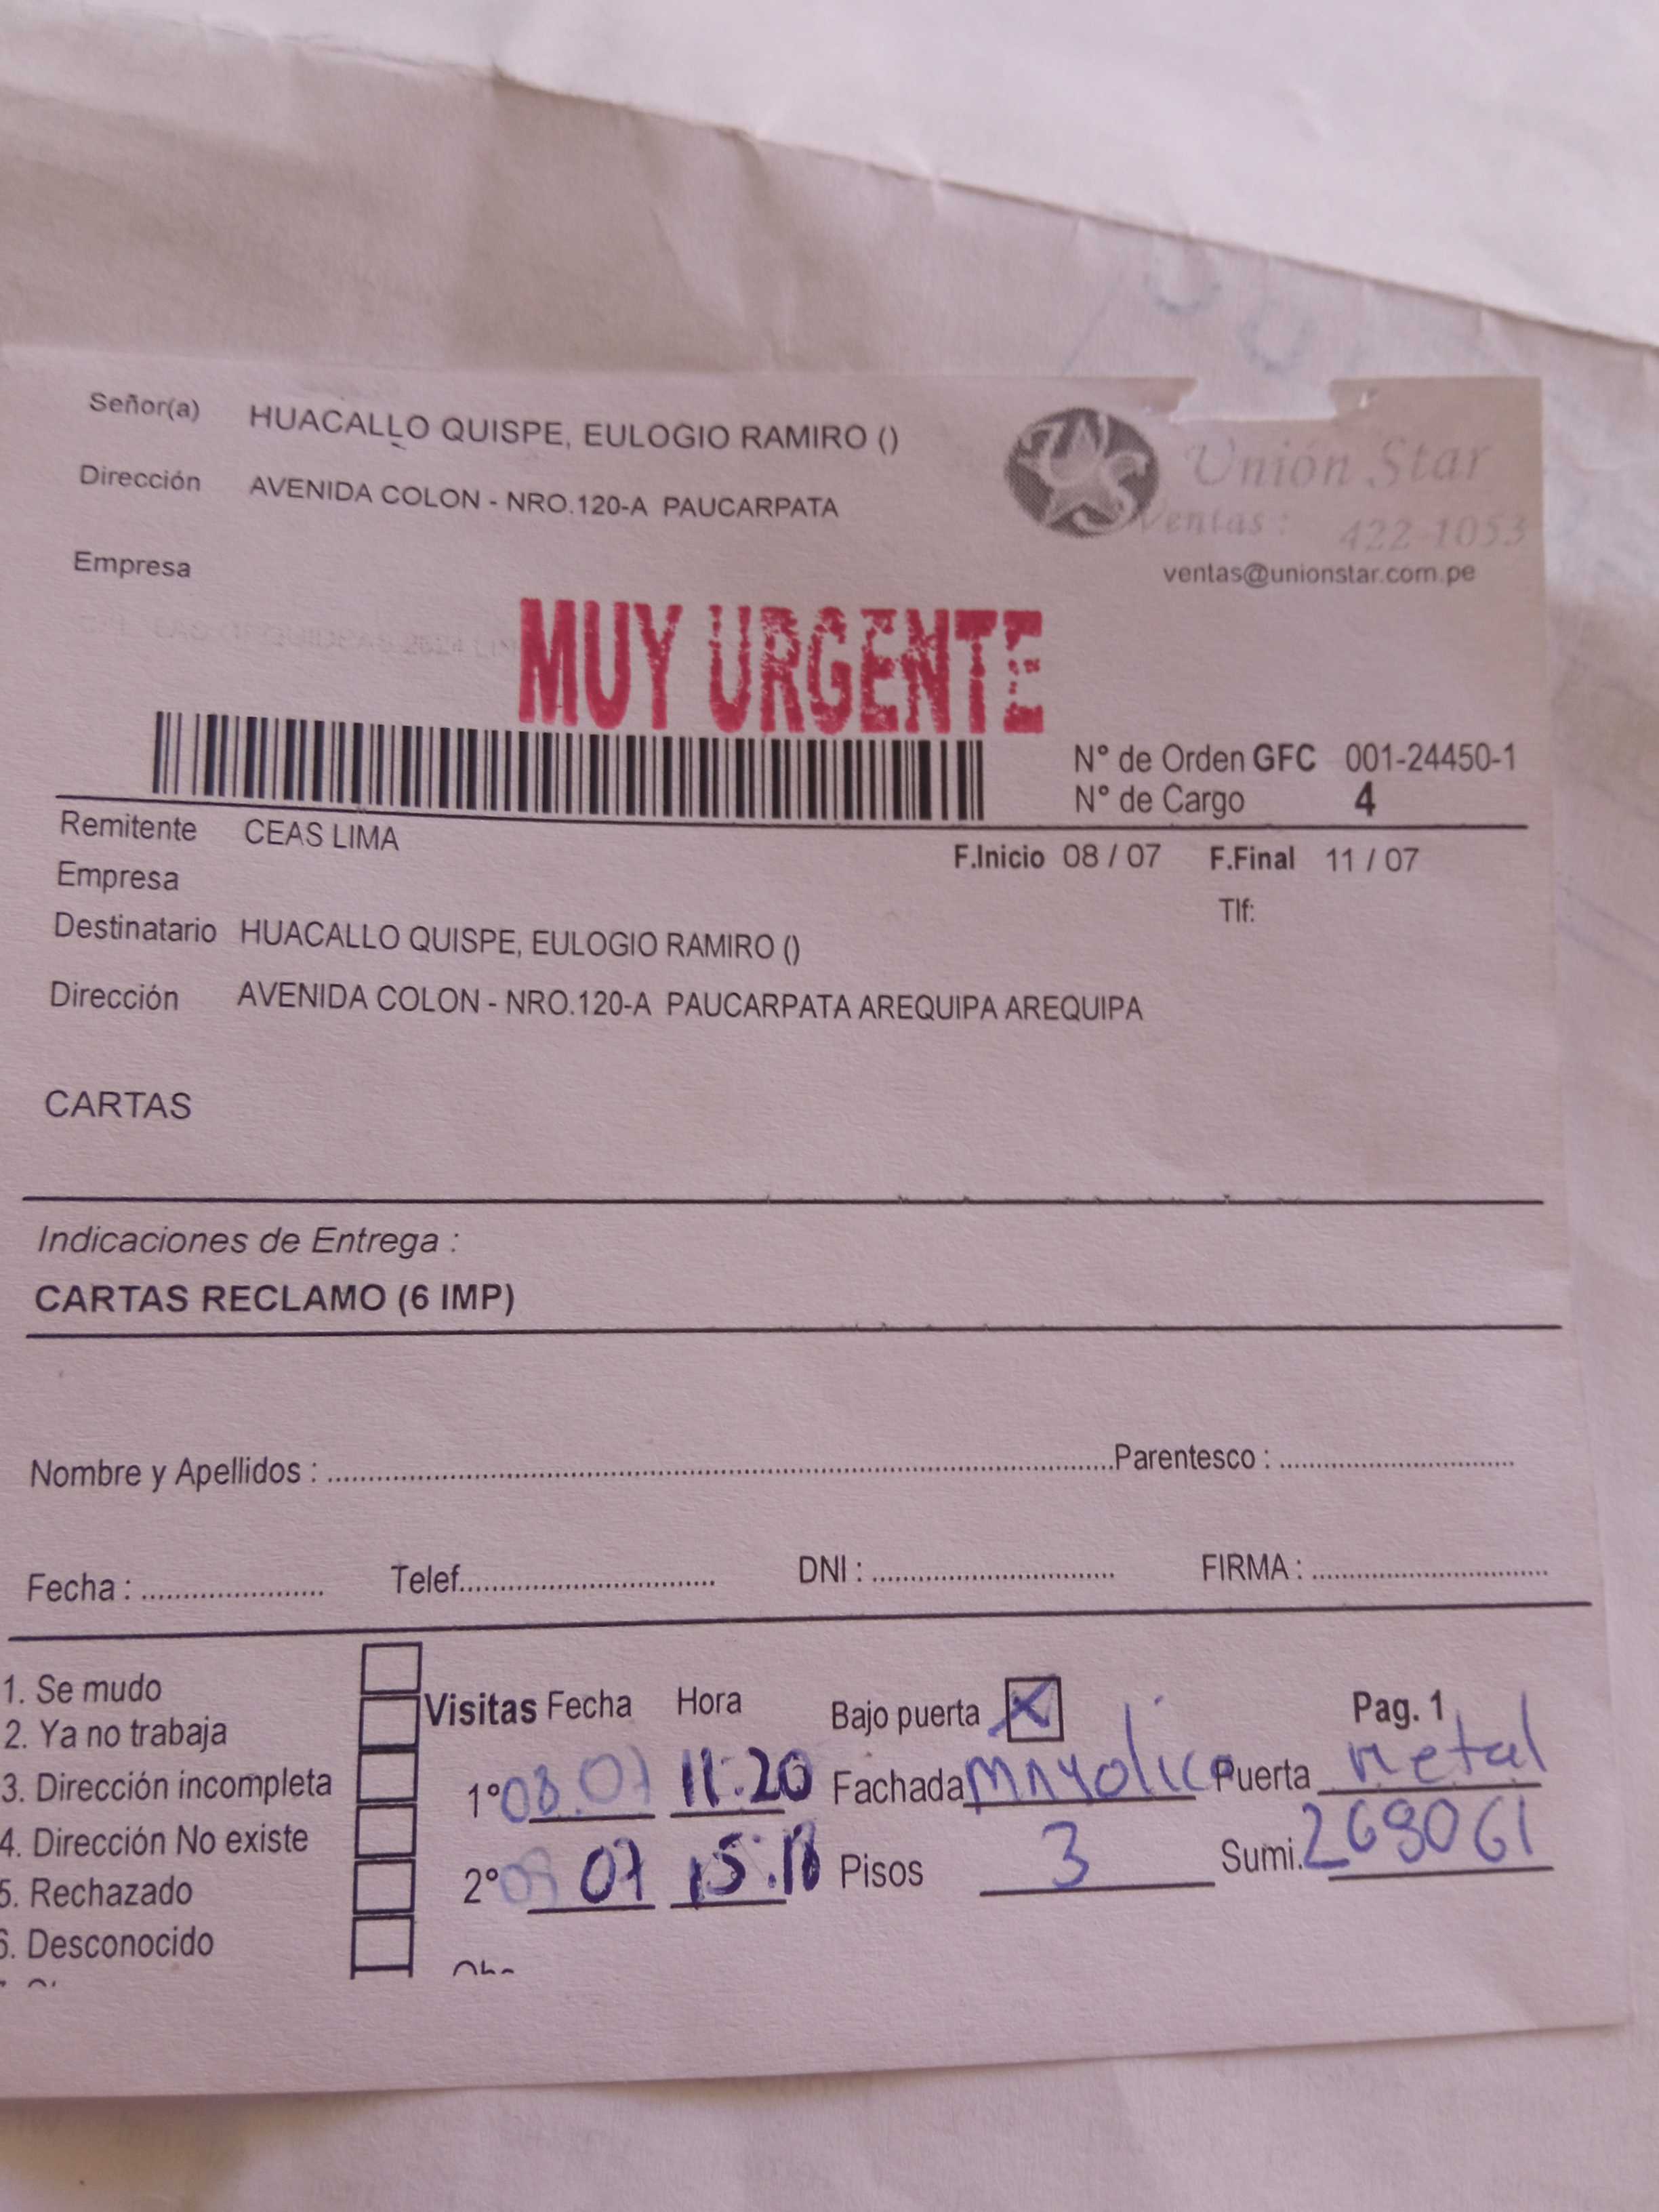 Señor(a) HUACALLO QUISPE, EULOGIO RAMIRO ()
Dirección AVENIDA COLON - NRO.120-A PAUCARPATA
Unión Star
Ventas: 422-1053
ventas@unionstar.com.pe
Empresa
MUY URGENTE
N° de Orden GFC 001-24450-1
N° de Cargo 4
Remitente CEAS LIMA
F.Inicio 08 / 07 F.Final 11 / 07
Empresa
Tlf:
Destinatario HUACALLO QUISPE, EULOGIO RAMIRO ()
Dirección AVENIDA COLON - NRO.120-A PAUCARPATA AREQUIPA AREQUIPA
CARTAS
Indicaciones de Entrega :
CARTAS RECLAMO (6 IMP)
Nombre y Apellidos : Parentesco :
Fecha : Telef. DNI : FIRMA :
1. Se mudo
2. Ya no trabaja
3. Dirección incompleta
4. Dirección No existe
5. Rechazado
6. Desconocido
Visitas Fecha Hora Bajo puerta X Pag. 1
1° 08.07 11:20 Fachada Mayolica Puerta metal
2° 09 07 15:18 Pisos 3 Sumi. 269061